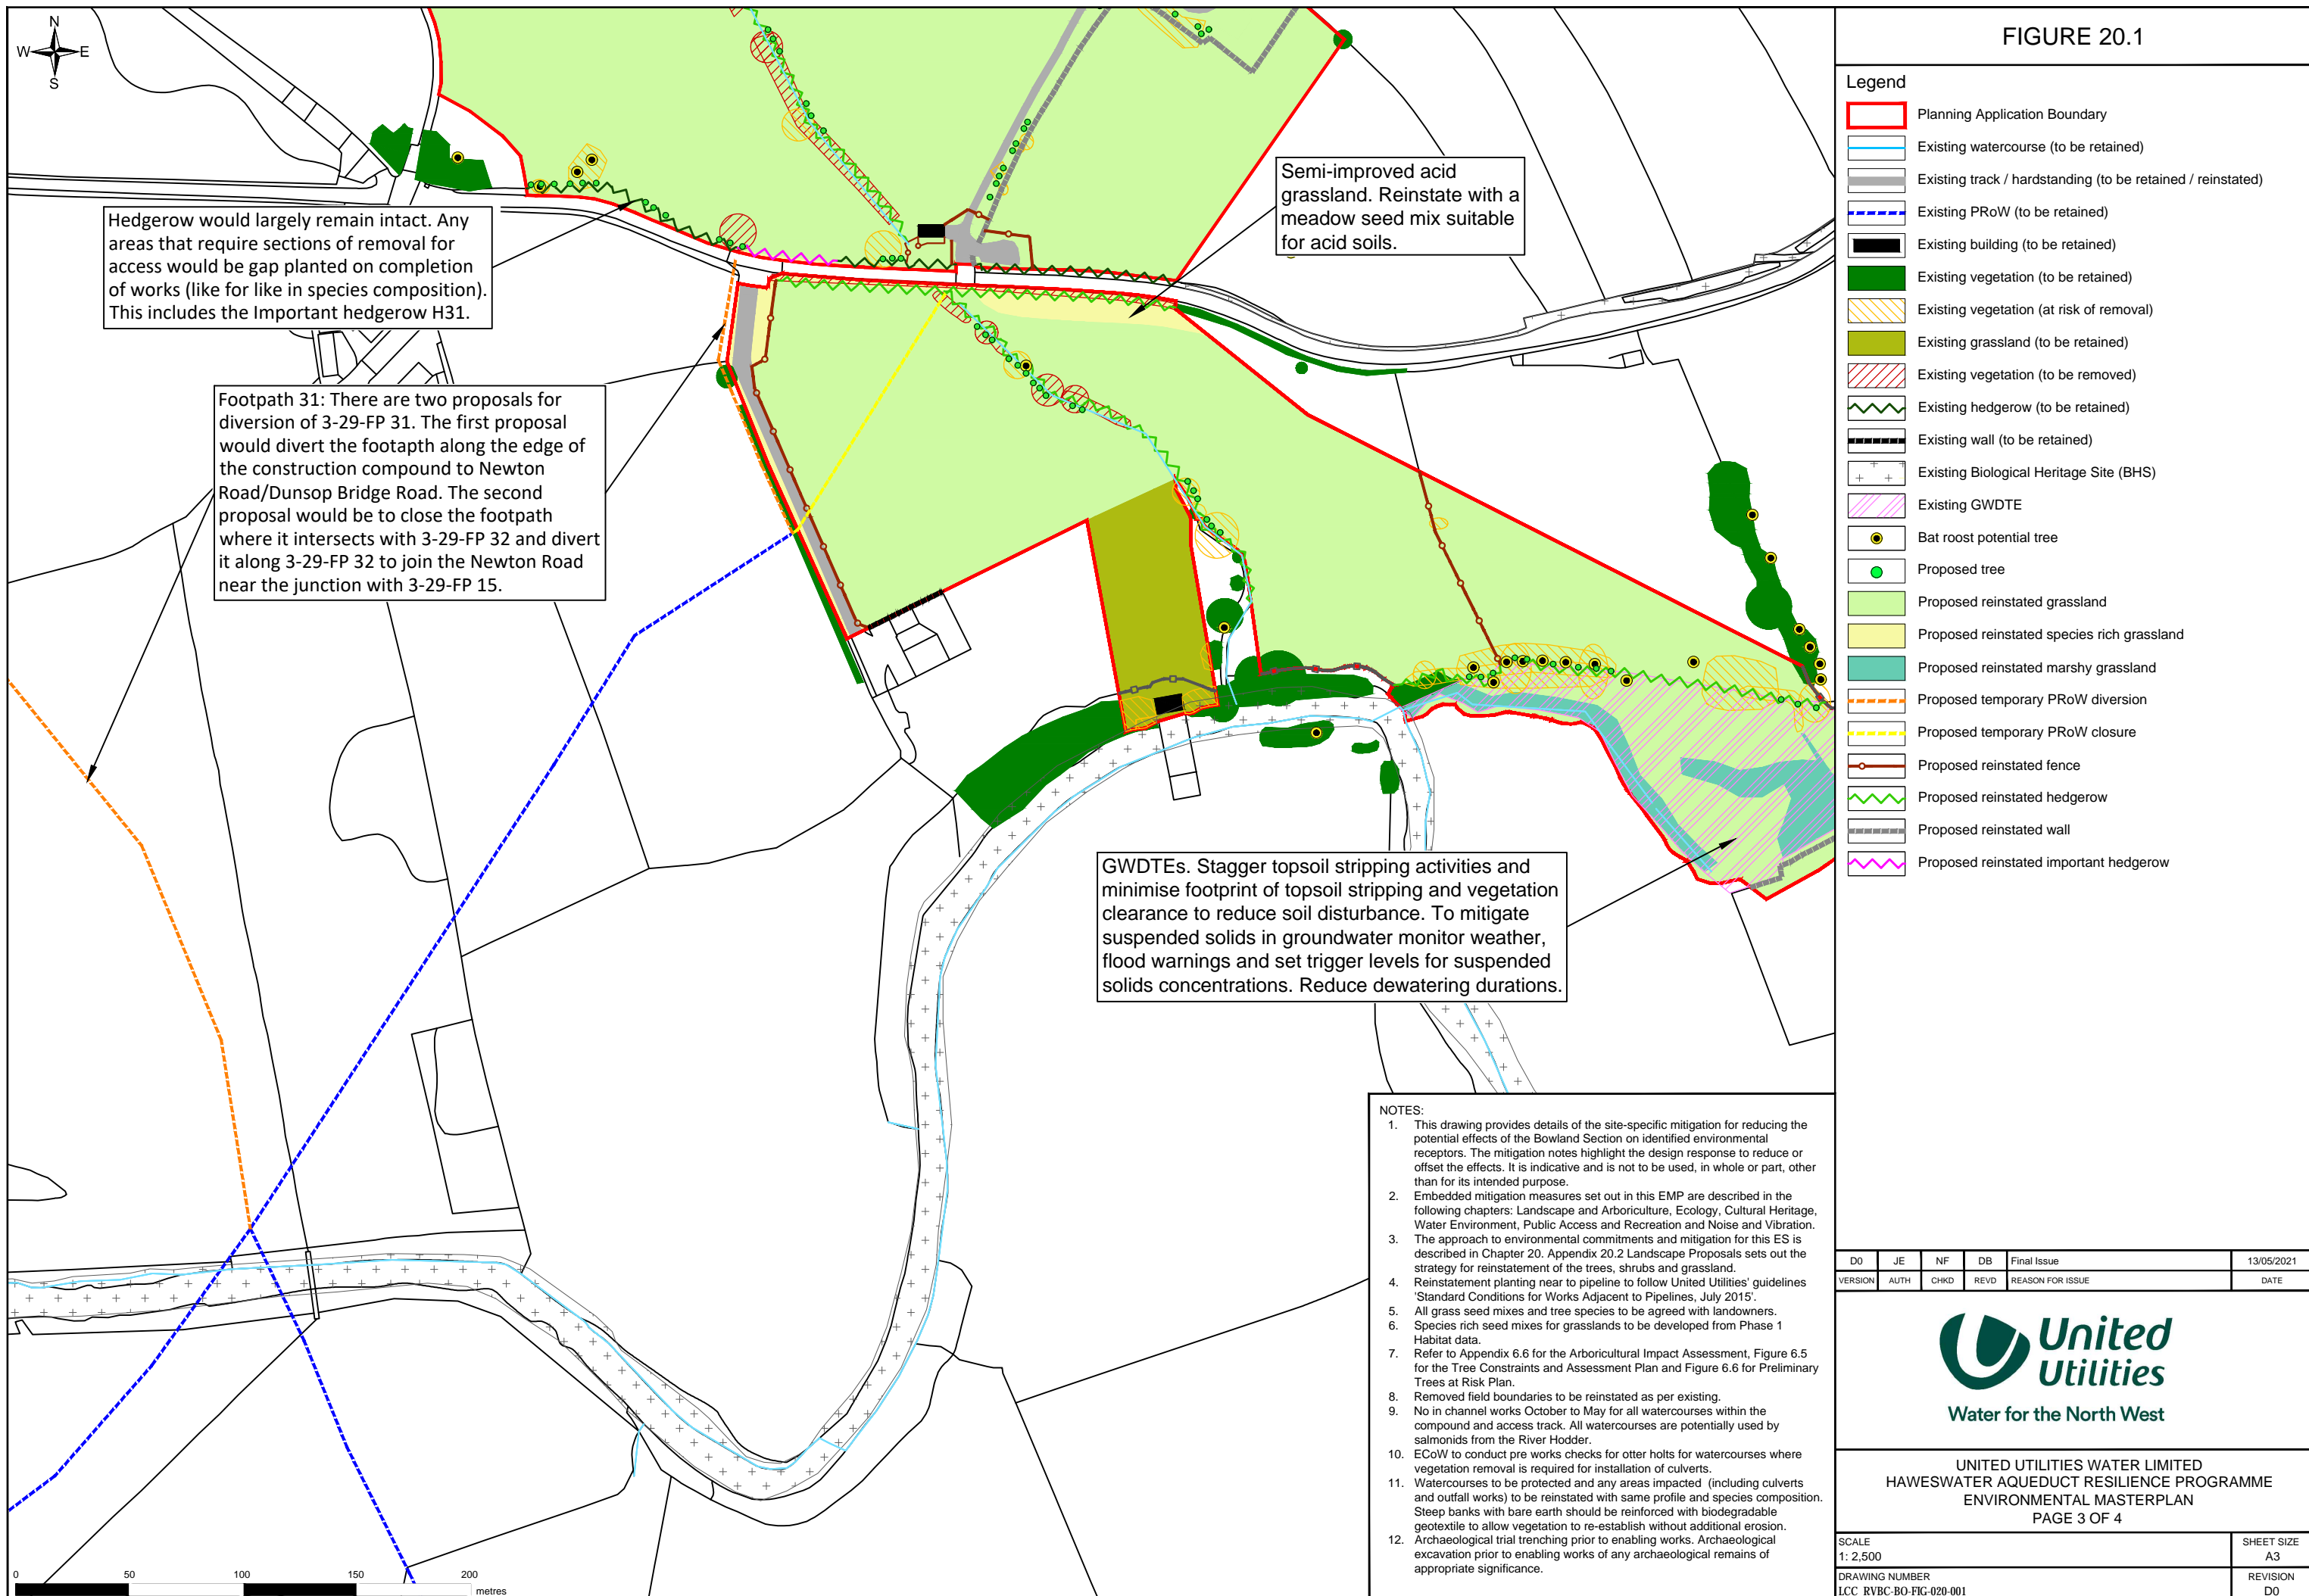 N
W
E
S
Hedgerow would largely remain intact. Any
areas that require sections of removal for
access would be gap planted on completion
of works (like for like in species composition).
This includes the Important hedgerow H31.
Semi-improved acid
grassland. Reinstate with a
meadow seed mix suitable
for acid soils.
Footpath 31: There are two proposals for
diversion of 3-29-FP 31. The first proposal
would divert the footapth along the edge of
the construction compound to Newton
Road/Dunsop Bridge Road. The second
proposal would be to close the footpath
where it intersects with 3-29-FP 32 and divert
it along 3-29-FP 32 to join the Newton Road
near the junction with 3-29-FP 15.
GWDTEs. Stagger topsoil stripping activities and
minimise footprint of topsoil stripping and vegetation
clearance to reduce soil disturbance. To mitigate
suspended solids in groundwater monitor weather,
flood warnings and set trigger levels for suspended
solids concentrations. Reduce dewatering durations.
0 50 100 150 200
metres
NOTES:
1. This drawing provides details of the site-specific mitigation for reducing the
potential effects of the Bowland Section on identified environmental
receptors. The mitigation notes highlight the design response to reduce or
offset the effects. It is indicative and is not to be used, in whole or part, other
than for its intended purpose.
2. Embedded mitigation measures set out in this EMP are described in the
following chapters: Landscape and Arboriculture, Ecology, Cultural Heritage,
Water Environment, Public Access and Recreation and Noise and Vibration.
3. The approach to environmental commitments and mitigation for this ES is
described in Chapter 20. Appendix 20.2 Landscape Proposals sets out the
strategy for reinstatement of the trees, shrubs and grassland.
4. Reinstatement planting near to pipeline to follow United Utilities' guidelines
'Standard Conditions for Works Adjacent to Pipelines, July 2015'.
5. All grass seed mixes and tree species to be agreed with landowners.
6. Species rich seed mixes for grasslands to be developed from Phase 1
Habitat data.
7. Refer to Appendix 6.6 for the Arboricultural Impact Assessment, Figure 6.5
for the Tree Constraints and Assessment Plan and Figure 6.6 for Preliminary
Trees at Risk Plan.
8. Removed field boundaries to be reinstated as per existing.
9. No in channel works October to May for all watercourses within the
compound and access track. All watercourses are potentially used by
salmonids from the River Hodder.
10. ECoW to conduct pre works checks for otter holts for watercourses where
vegetation removal is required for installation of culverts.
11. Watercourses to be protected and any areas impacted (including culverts
and outfall works) to be reinstated with same profile and species composition.
Steep banks with bare earth should be reinforced with biodegradable
geotextile to allow vegetation to re-establish without additional erosion.
12. Archaeological trial trenching prior to enabling works. Archaeological
excavation prior to enabling works of any archaeological remains of
appropriate significance.
FIGURE 20.1
Legend
Planning Application Boundary
Existing watercourse (to be retained)
Existing track / hardstanding (to be retained / reinstated)
Existing PRoW (to be retained)
Existing building (to be retained)
Existing vegetation (to be retained)
Existing vegetation (at risk of removal)
Existing grassland (to be retained)
Existing vegetation (to be removed)
Existing hedgerow (to be retained)
Existing wall (to be retained)
Existing Biological Heritage Site (BHS)
Existing GWDTE
Bat roost potential tree
Proposed tree
Proposed reinstated grassland
Proposed reinstated species rich grassland
Proposed reinstated marshy grassland
Proposed temporary PRoW diversion
Proposed temporary PRoW closure
Proposed reinstated fence
Proposed reinstated hedgerow
Proposed reinstated wall
Proposed reinstated important hedgerow
D0 JE NF DB Final Issue 13/05/2021
VERSION AUTH CHKD REVD REASON FOR ISSUE DATE
United
Utilities
Water for the North West
UNITED UTILITIES WATER LIMITED
HAWESWATER AQUEDUCT RESILIENCE PROGRAMME
ENVIRONMENTAL MASTERPLAN
PAGE 3 OF 4
SCALE
1: 2,500
SHEET SIZE
A3
DRAWING NUMBER
LCC_RVBC-BO-FIG-020-001
REVISION
D0